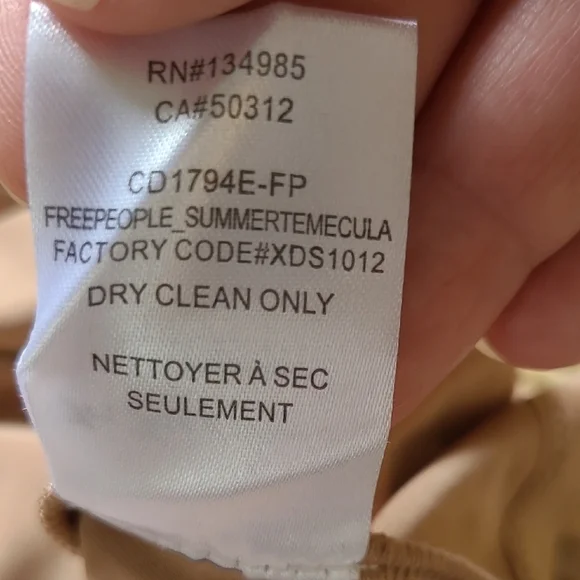 RN#134985
CA#50312
CD1794E-FP
FREEPEOPLE_SUMMERTEMECULA
FACTORY CODE#XDS1012
DRY CLEAN ONLY
NETTOYER À SEC
SEULEMENT